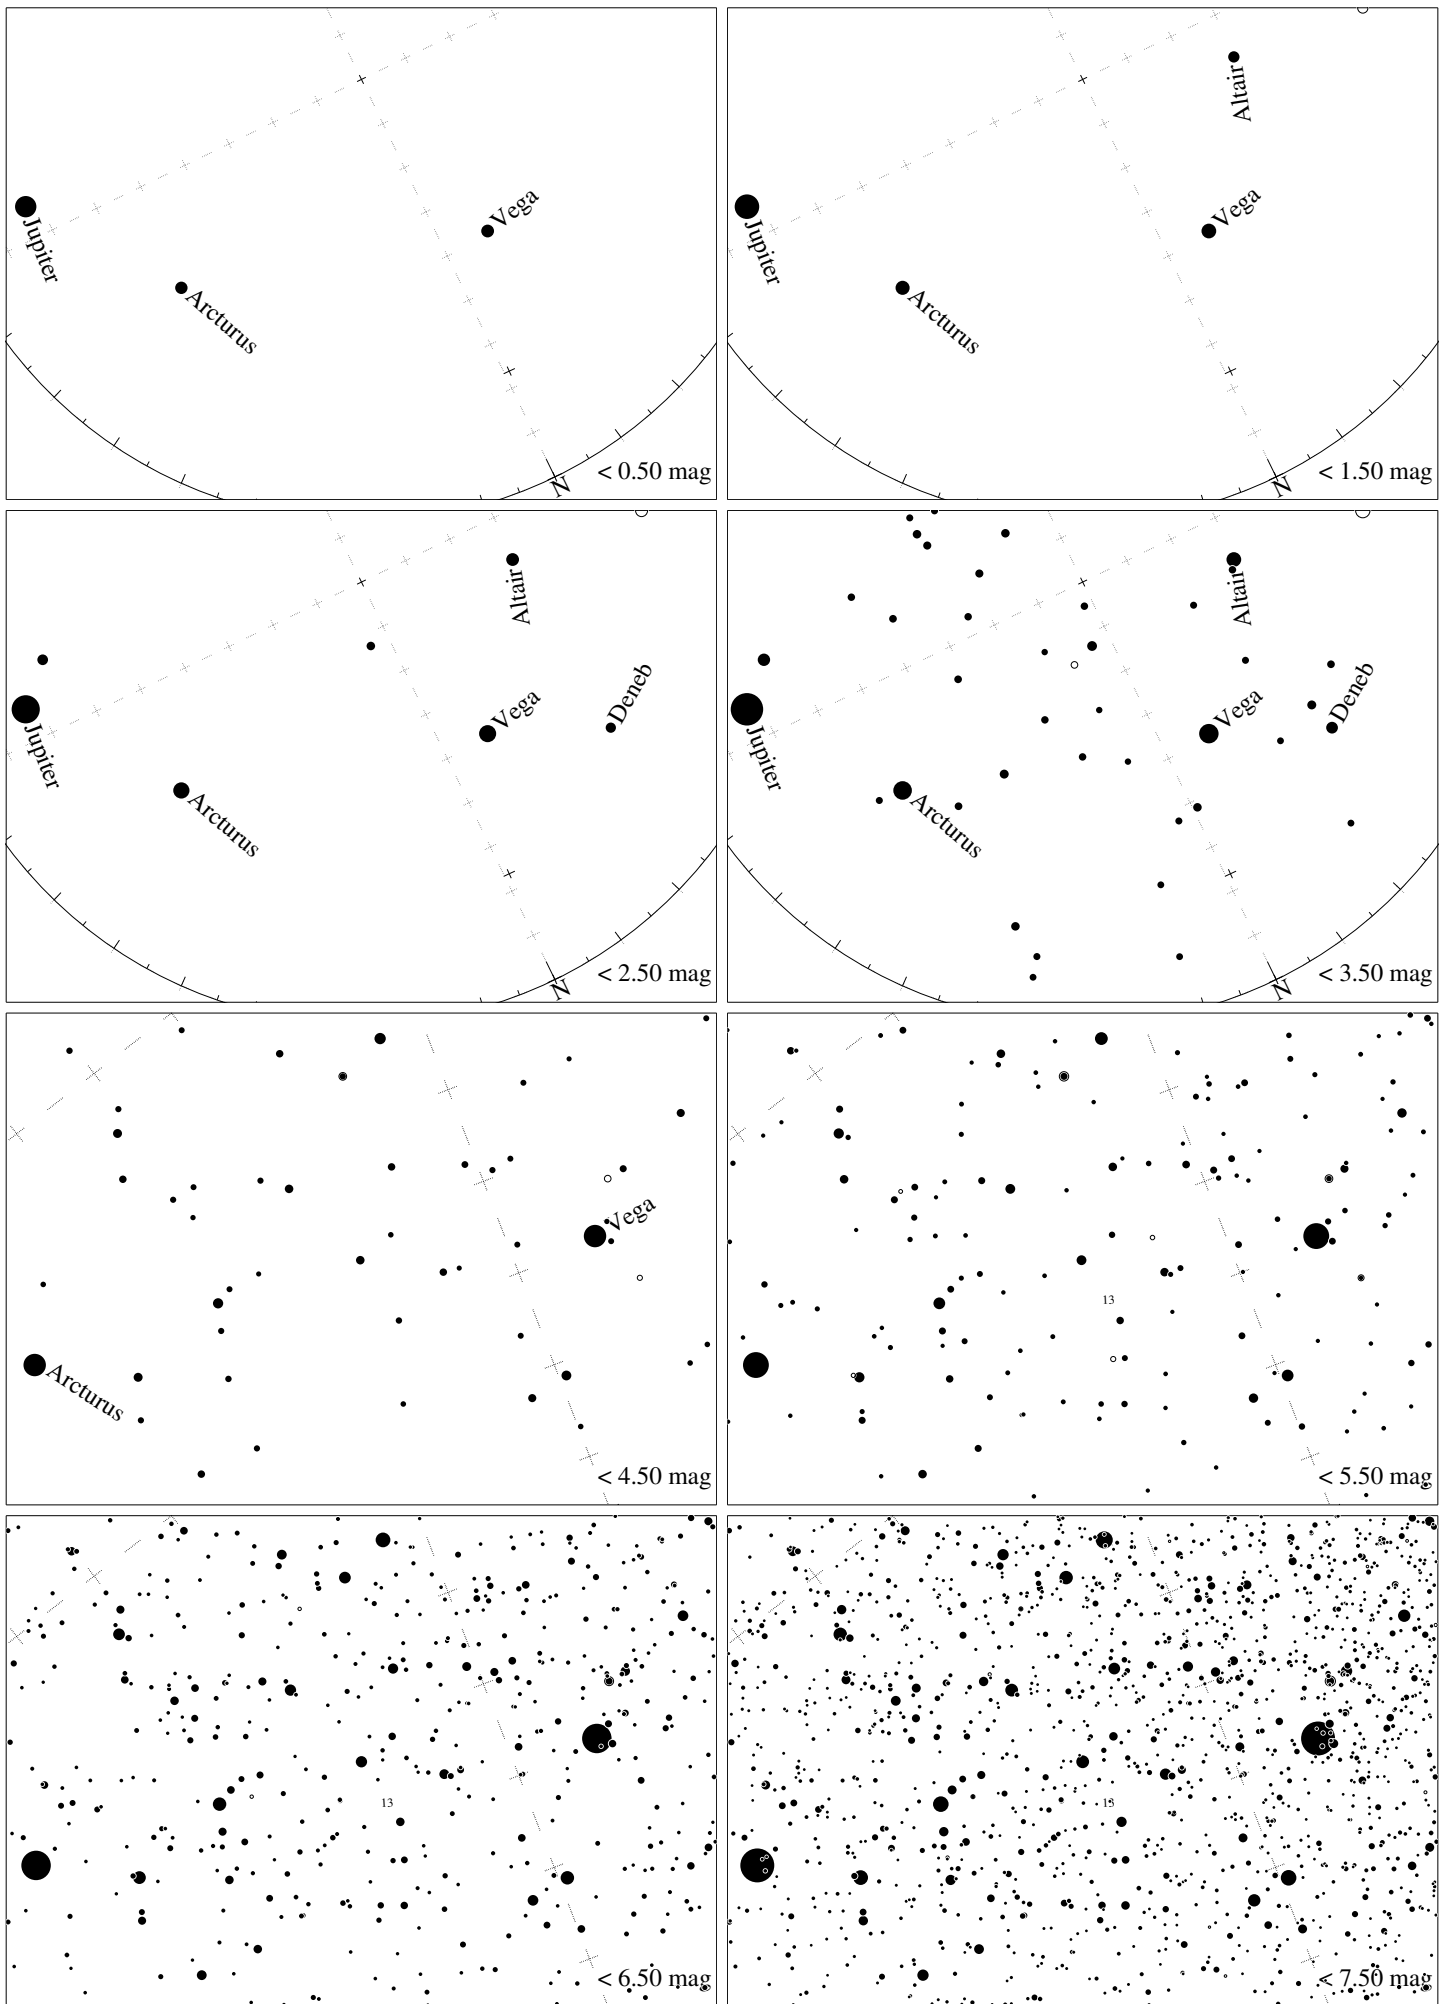 Jupiter
Arcturus
Vega
N
< 0.50 mag
Altair
Jupiter
Arcturus
Vega
N
< 1.50 mag
Altair
Jupiter
Arcturus
Vega
Deneb
N
< 2.50 mag
Altair
Jupiter
Arcturus
Vega
Deneb
N
< 3.50 mag
Vega
Arcturus
< 4.50 mag
13
< 5.50 mag
13
< 6.50 mag
13
< 7.50 mag